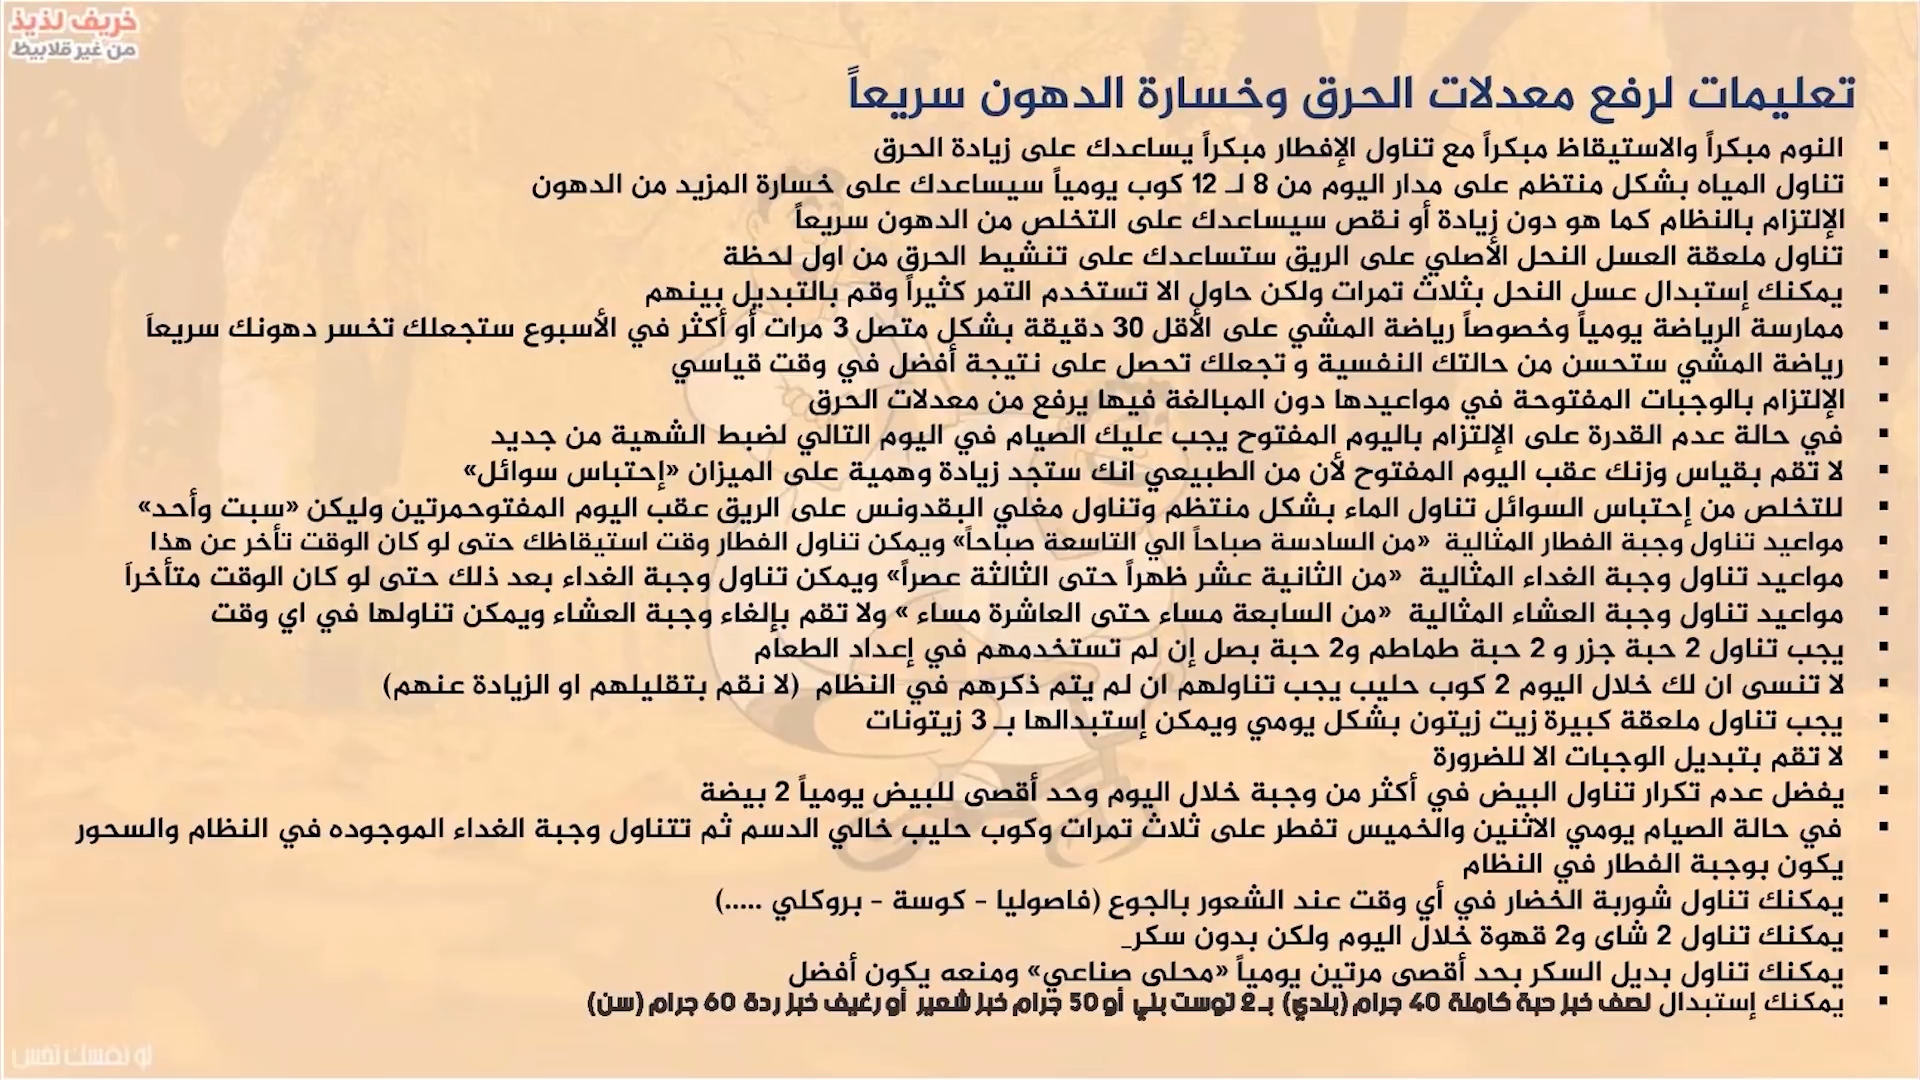 خريف لذيذ
من غير قلابيظ
تعليمات لرفع معدلات الحرق وخسارة الدهون سريعاً
▪ النوم مبكراً والاستيقاظ مبكراً مع تناول الإفطار مبكراً يساعدك على زيادة الحرق
▪ تناول المياه بشكل منتظم على مدار اليوم من 8 لـ 12 كوب يومياً سيساعدك على خسارة المزيد من الدهون
▪ الإلتزام بالنظام كما هو دون زيادة أو نقص سيساعدك على التخلص من الدهون سريعاً
▪ تناول ملعقة العسل النحل الأصلي على الريق ستساعدك على تنشيط الحرق من اول لحظة
▪ يمكنك إستبدال عسل النحل بثلاث تمرات ولكن حاول الا تستخدم التمر كثيراً وقم بالتبديل بينهم
▪ ممارسة الرياضة يومياً وخصوصاً رياضة المشي على الأقل 30 دقيقة بشكل متصل 3 مرات أو أكثر في الأسبوع ستجعلك تخسر دهونك سريعاً
▪ رياضة المشي ستحسن من حالتك النفسية و تجعلك تحصل على نتيجة أفضل في وقت قياسي
▪ الإلتزام بالوجبات المفتوحة في مواعيدها دون المبالغة فيها يرفع من معدلات الحرق
▪ في حالة عدم القدرة على الإلتزام باليوم المفتوح يجب عليك الصيام في اليوم التالي لضبط الشهية من جديد
▪ لا تقم بقياس وزنك عقب اليوم المفتوح لأن من الطبيعي انك ستجد زيادة وهمية على الميزان «إحتباس سوائل»
▪ للتخلص من إحتباس السوائل تناول الماء بشكل منتظم وتناول مغلي البقدونس على الريق عقب اليوم المفتوحمرتين وليكن «سبت وأحد»
▪ مواعيد تناول وجبة الفطار المثالية «من السادسة صباحاً الي التاسعة صباحاً» ويمكن تناول الفطار وقت استيقاظك حتى لو كان الوقت تأخر عن هذا
▪ مواعيد تناول وجبة الغداء المثالية «من الثانية عشر ظهراً حتى الثالثة عصراً» ويمكن تناول وجبة الغداء بعد ذلك حتى لو كان الوقت متأخراً
▪ مواعيد تناول وجبة العشاء المثالية «من السابعة مساء حتى العاشرة مساء » ولا تقم بإلغاء وجبة العشاء ويمكن تناولها في اي وقت
▪ يجب تناول 2 حبة جزر و 2 حبة طماطم و2 حبة بصل إن لم تستخدمهم في إعداد الطعام
▪ لا تنسى ان لك خلال اليوم 2 كوب حليب يجب تناولهم ان لم يتم ذكرهم في النظام (لا نقم بتقليلهم او الزيادة عنهم)
▪ يجب تناول ملعقة كبيرة زيت زيتون بشكل يومي ويمكن إستبدالها بـ 3 زيتونات
▪ لا تقم بتبديل الوجبات الا للضرورة
▪ يفضل عدم تكرار تناول البيض في أكثر من وجبة خلال اليوم وحد أقصى للبيض يومياً 2 بيضة
▪ في حالة الصيام يومي الاثنين والخميس تفطر على ثلاث تمرات وكوب حليب خالي الدسم ثم تتناول وجبة الغداء الموجوده في النظام والسحور
يكون بوجبة الفطار في النظام
▪ يمكنك تناول شوربة الخضار في أي وقت عند الشعور بالجوع (فاصوليا - كوسة - بروكلي .....)
▪ يمكنك تناول 2 شاى و2 قهوة خلال اليوم ولكن بدون سكر_
▪ يمكنك تناول بديل السكر بحد أقصى مرتين يومياً «محلى صناعي» ومنعه يكون أفضل
▪ يمكنك إستبدال نصف خبز حبة كاملة 40 جرام (بلدي) بـ 2 توست بلي أو 50 جرام خبز شعير أو رغيف خبز ردة 60 جرام (سن)
لو نفسك تخس